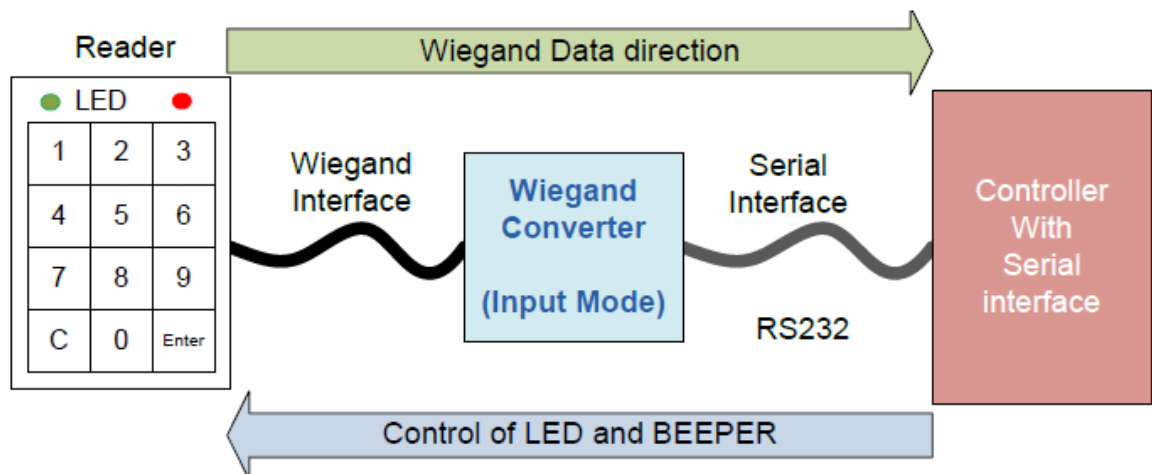 Reader
Wiegand Data direction
LED
1 2 3
4 5 6
7 8 9
C 0 Enter
Wiegand
Interface
Wiegand
Converter
(Input Mode)
Serial
Interface
RS232
Controller
With
Serial
interface
Control of LED and BEEPER